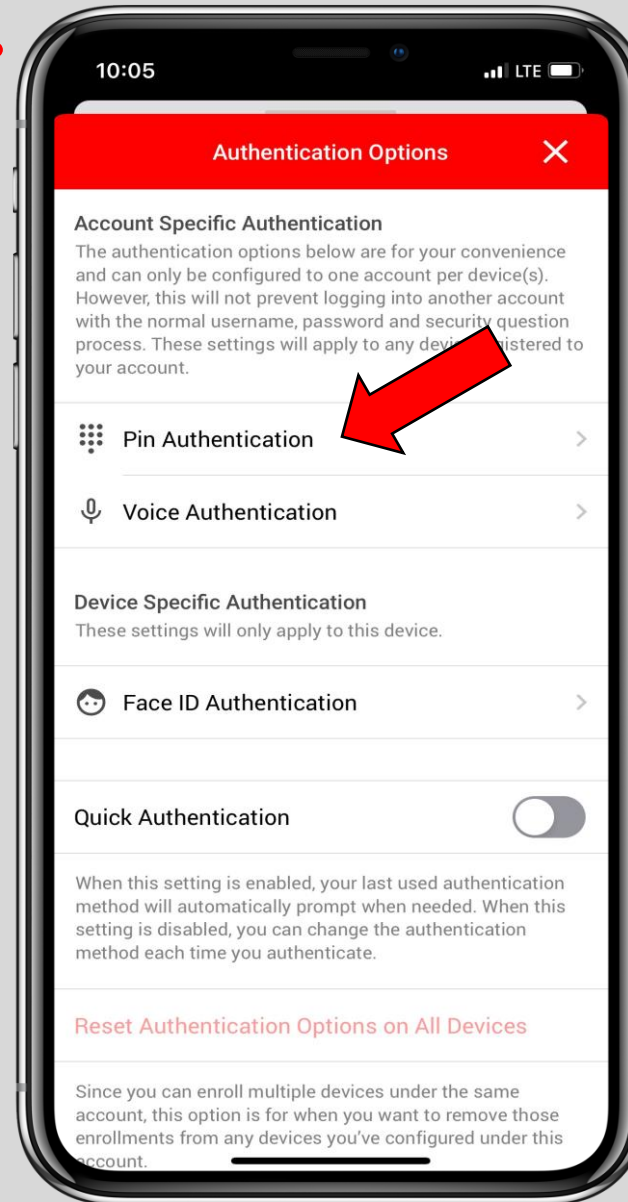 10:05
LTE
Authentication Options
Account Specific Authentication
The authentication options below are for your convenience
and can only be configured to one account per device(s).
However, this will not prevent logging into another account
with the normal username, password and security question
process. These settings will apply to any to
your account.
Pin Authentication
Voice Authentication
Device Specific Authentication
These settings will only apply to this device.
Face ID Authentication
Quick Authentication
When this setting is enabled, your last used authentication
method will automatically prompt when needed. When this
setting is disabled, you can change the authentication
method each time you authenticate.
Reset Authentication Options on All Devices
Since you can enroll multiple devices under the same
account, this option is for when you want to remove those
enrollments from any devices you've configured under this
account.